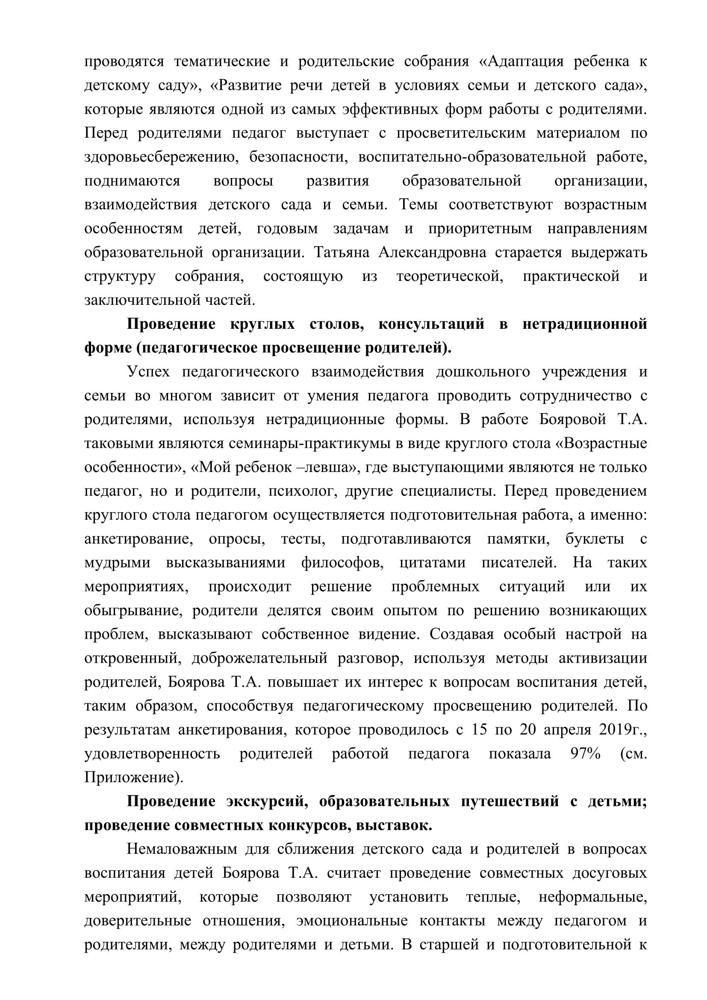 проводятся тематические и родительские собрания «Адаптация ребенка к
детскому саду», «Развитие речи детей в условиях семьи и детского сада»,
которые являются одной из самых эффективных форм работы с родителями.
Перед родителями педагог выступает с просветительским материалом по
здоровьесбережению, безопасности, воспитательно-образовательной работе,
поднимаются вопросы развития образовательной организации,
взаимодействия детского сада и семьи. Темы соответствуют возрастным
особенностям детей, годовым задачам и приоритетным направлениям
образовательной организации. Татьяна Александровна старается выдержать
структуру собрания, состоящую из теоретической, практической и
заключительной частей.
Проведение круглых столов, консультаций в нетрадиционной
форме (педагогическое просвещение родителей).
Успех педагогического взаимодействия дошкольного учреждения и
семьи во многом зависит от умения педагога проводить сотрудничество с
родителями, используя нетрадиционные формы. В работе Бояровой Т.А.
таковыми являются семинары-практикумы в виде круглого стола «Возрастные
особенности», «Мой ребенок –левша», где выступающими являются не только
педагог, но и родители, психолог, другие специалисты. Перед проведением
круглого стола педагогом осуществляется подготовительная работа, а именно:
анкетирование, опросы, тесты, подготавливаются памятки, буклеты с
мудрыми высказываниями философов, цитатами писателей. На таких
мероприятиях, происходит решение проблемных ситуаций или их
обыгрывание, родители делятся своим опытом по решению возникающих
проблем, высказывают собственное видение. Создавая особый настрой на
откровенный, доброжелательный разговор, используя методы активизации
родителей, Боярова Т.А. повышает их интерес к вопросам воспитания детей,
таким образом, способствуя педагогическому просвещению родителей. По
результатам анкетирования, которое проводилось с 15 по 20 апреля 2019г.,
удовлетворенность родителей работой педагога показала 97% (см.
Приложение).
Проведение экскурсий, образовательных путешествий с детьми;
проведение совместных конкурсов, выставок.
Немаловажным для сближения детского сада и родителей в вопросах
воспитания детей Боярова Т.А. считает проведение совместных досуговых
мероприятий, которые позволяют установить теплые, неформальные,
доверительные отношения, эмоциональные контакты между педагогом и
родителями, между родителями и детьми. В старшей и подготовительной к